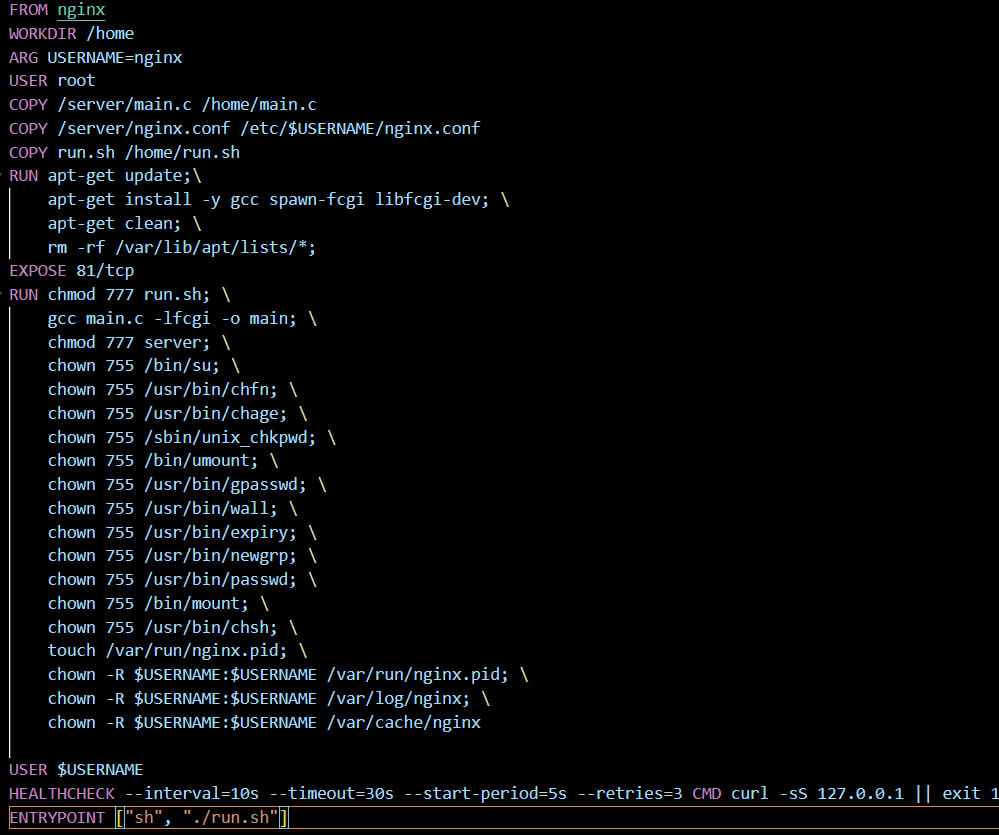 FROM nginx
WORKDIR /home
ARG USERNAME=nginx
USER root
COPY /server/main.c /home/main.c
COPY /server/nginx.conf /etc/$USERNAME/nginx.conf
COPY run.sh /home/run.sh
RUN apt-get update;\
    apt-get install -y gcc spawn-fcgi libfcgi-dev; \
    apt-get clean; \
    rm -rf /var/lib/apt/lists/*;
EXPOSE 81/tcp
RUN chmod 777 run.sh; \
    gcc main.c -lfcgi -o main; \
    chmod 777 server; \
    chown 755 /bin/su; \
    chown 755 /usr/bin/chfn; \
    chown 755 /usr/bin/chage; \
    chown 755 /sbin/unix_chkpwd; \
    chown 755 /bin/umount; \
    chown 755 /usr/bin/gpasswd; \
    chown 755 /usr/bin/wall; \
    chown 755 /usr/bin/expiry; \
    chown 755 /usr/bin/newgrp; \
    chown 755 /usr/bin/passwd; \
    chown 755 /bin/mount; \
    chown 755 /usr/bin/chsh; \
    touch /var/run/nginx.pid; \
    chown -R $USERNAME:$USERNAME /var/run/nginx.pid; \
    chown -R $USERNAME:$USERNAME /var/log/nginx; \
    chown -R $USERNAME:$USERNAME /var/cache/nginx
USER $USERNAME
HEALTHCHECK --interval=10s --timeout=30s --start-period=5s --retries=3 CMD curl -sS 127.0.0.1 || exit 1
ENTRYPOINT ["sh", "./run.sh"]